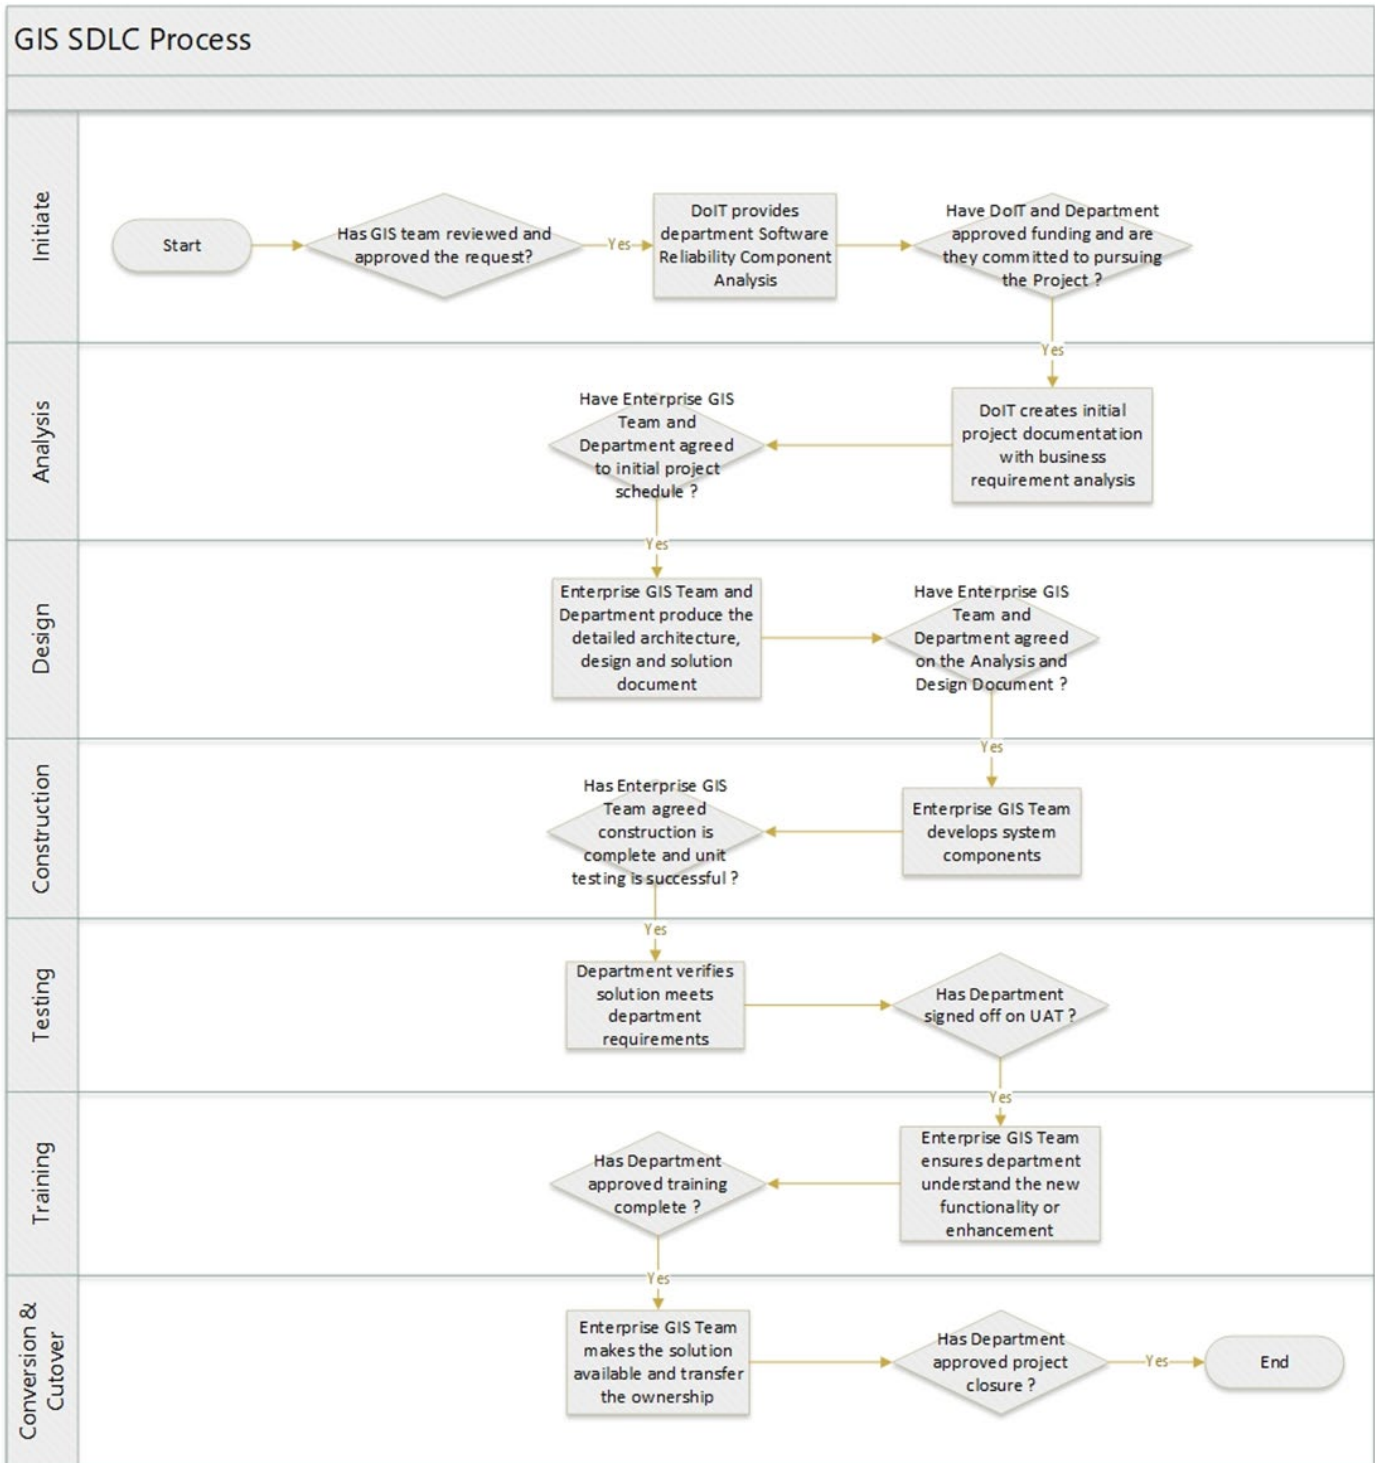 GIS SDLC Process
Initiate
Start
Has GIS team reviewed and
approved the request?
Yes
DoIT provides
department Software
Reliability Component
Analysis
Have DoIT and Department
approved funding and are
they committed to pursuing
the Project ?
Yes
Analysis
DoIT creates initial
project documentation
with business
requirement analysis
Have Enterprise GIS
Team and
Department agreed
to initial project
schedule ?
Yes
Design
Enterprise GIS Team and
Department produce the
detailed architecture,
design and solution
document
Have Enterprise GIS
Team and
Department agreed
on the Analysis and
Design Document ?
Yes
Construction
Enterprise GIS Team
develops system
components
Has Enterprise GIS
Team agreed
construction is
complete and unit
testing is successful ?
Yes
Testing
Department verifies
solution meets
department
requirements
Has Department
signed off on UAT ?
Yes
Training
Enterprise GIS Team
ensures department
understand the new
functionality or
enhancement
Has Department
approved training
complete ?
Yes
Conversion &
Cutover
Enterprise GIS Team
makes the solution
available and transfer
the ownership
Has Department
approved project
closure ?
Yes
End